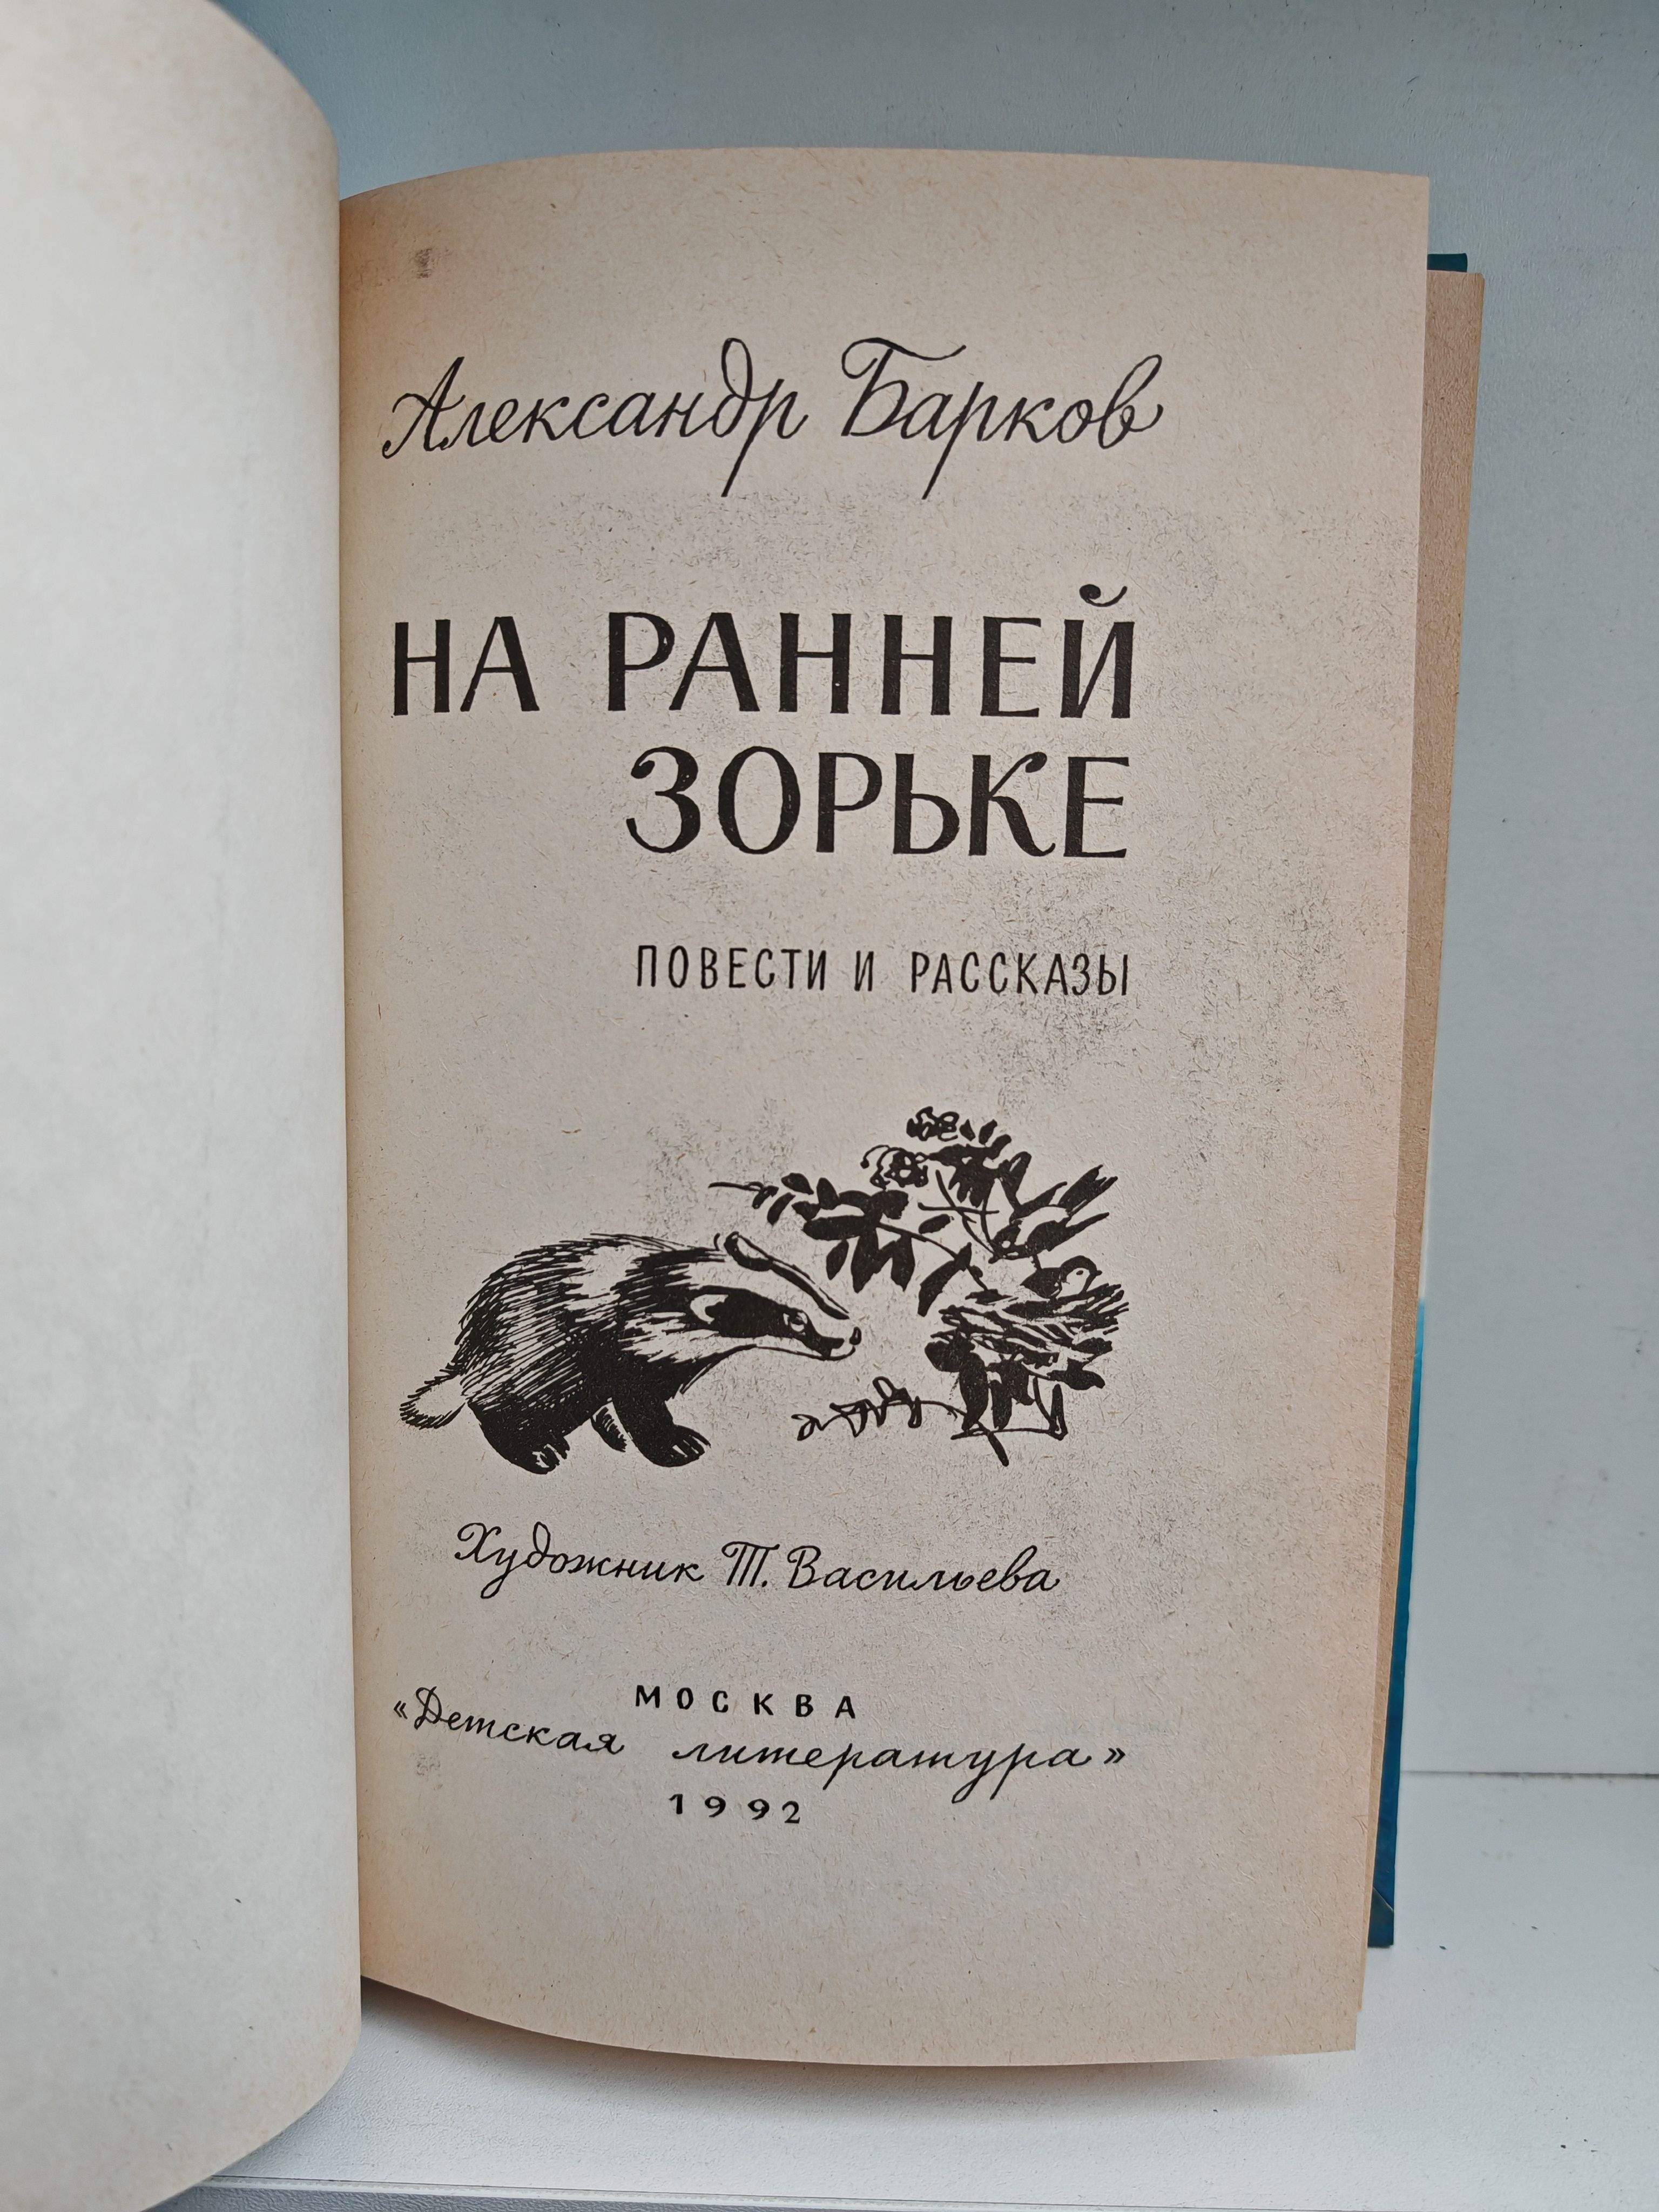 Александр Барков
НА РАННЕЙ
ЗОРЬКЕ
ПОВЕСТИ И РАССКАЗЫ
Художник Т. Васильева
МОСКВА
«Детская литература»
1992